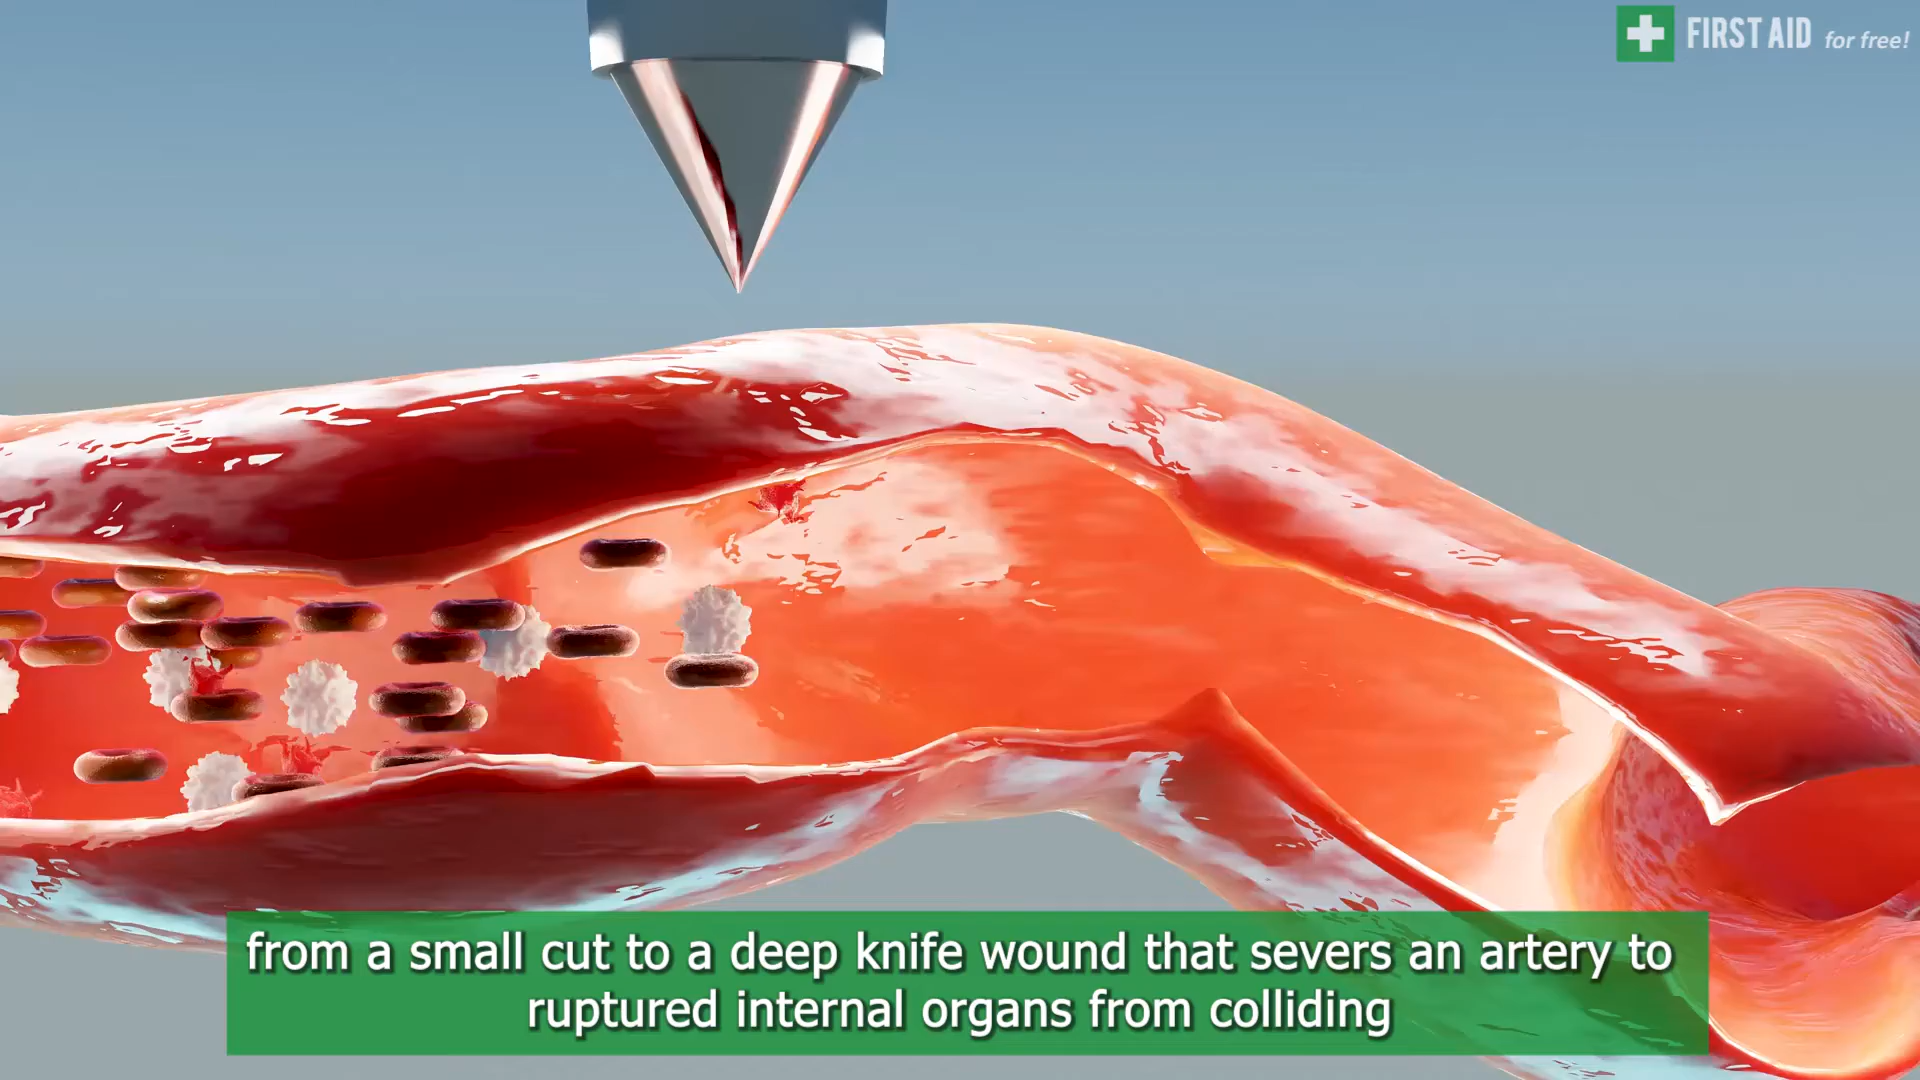 FIRST AID for free!
from a small cut to a deep knife wound that severs an artery to
ruptured internal organs from colliding